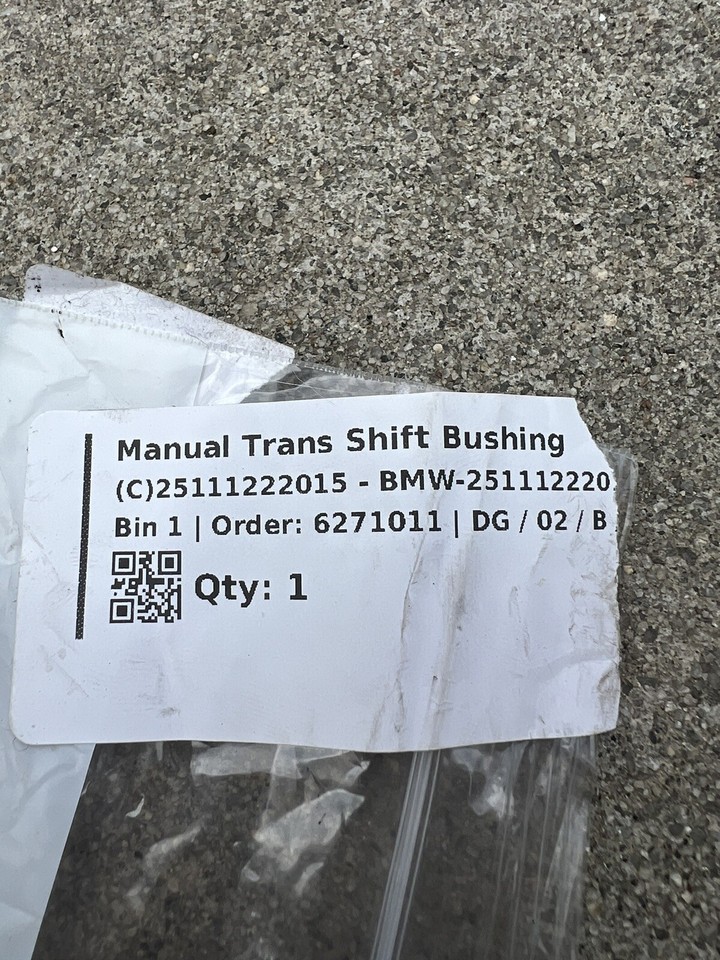 Manual Trans Shift Bushing
(C)25111222015 - BMW-251112220
Bin 1 | Order: 6271011 | DG / 02 / B
Qty: 1